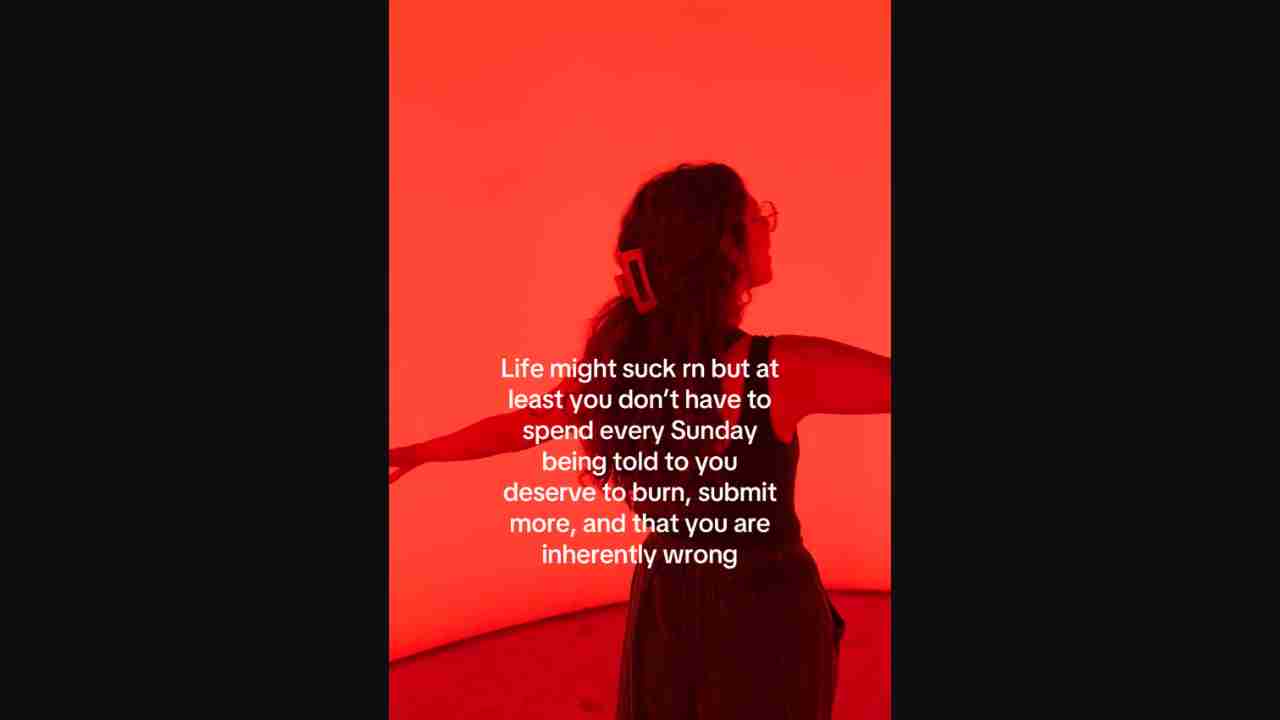 Life might suck rn but at
least you don’t have to
spend every Sunday
being told to you
deserve to burn, submit
more, and that you are
inherently wrong